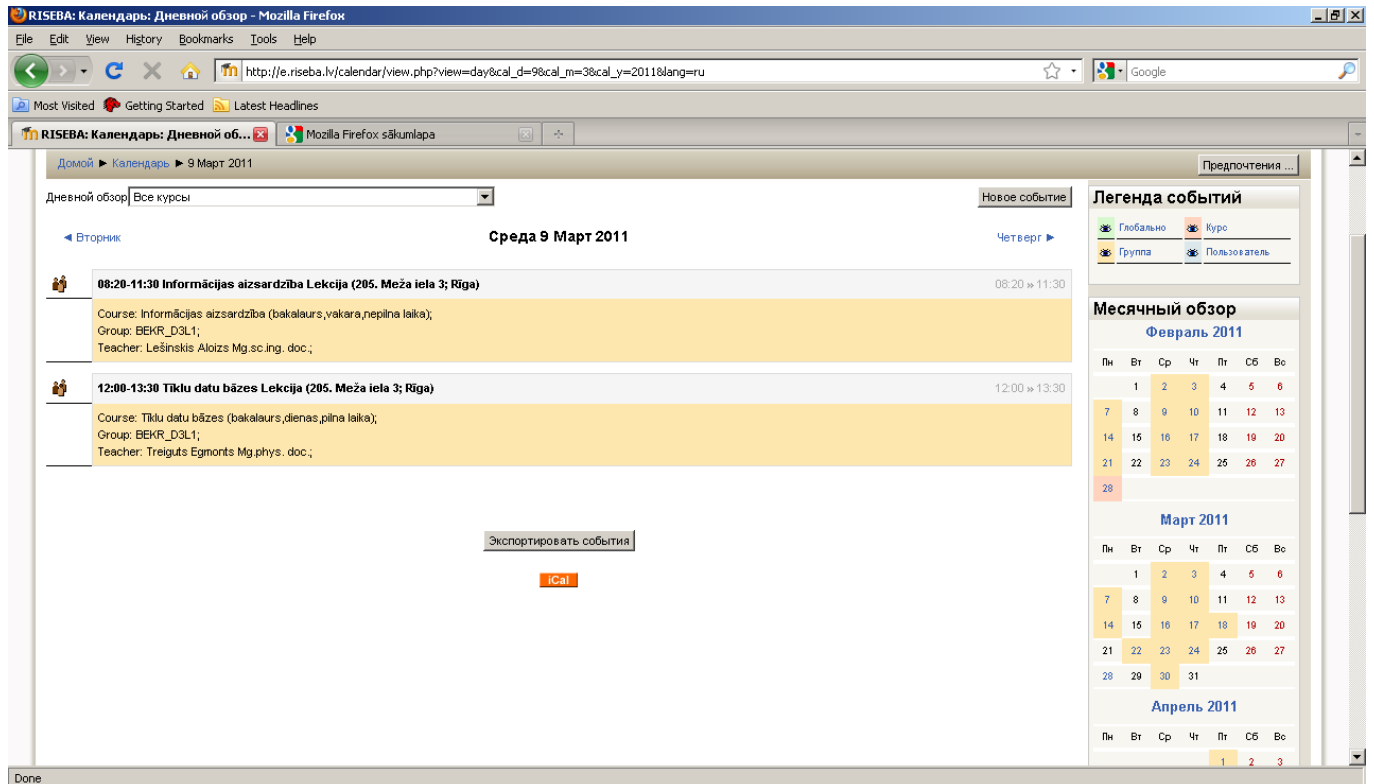 RISEBA: Календарь: Дневной обзор - Mozilla Firefox
File Edit View History Bookmarks Tools Help
http://e.riseba.lv/calendar/view.php?view=day&cal_d=9&cal_m=3&cal_y=2011&lang=ru
Google
Most Visited Getting Started Latest Headlines
RISEBA: Календарь: Дневной об... Mozilla Firefox sākumlapa
Домой ► Календарь ► 9 Март 2011
Предпочтения ...
Дневной обзор Все курсы
Новое событие
◄ Вторник Среда 9 Март 2011 Четверг ►
08:20-11:30 Informācijas aizsardzība Lekcija (205. Meža iela 3; Rīga) 08:20 » 11:30
Course: Informācijas aizsardzība (bakalaurs,vakara,nepilna laika);
Group: BEKR_D3L1;
Teacher: Lešinskis Aloizs Mg.sc.ing. doc.;
12:00-13:30 Tīklu datu bāzes Lekcija (205. Meža iela 3; Rīga) 12:00 » 13:30
Course: Tīklu datu bāzes (bakalaurs,dienas,pilna laika);
Group: BEKR_D3L1;
Teacher: Treiguts Egmonts Mg.phys. doc.;
Экспортировать события
iCal
Легенда событий
Глобально Курс
Группа Пользователь
Месячный обзор
Февраль 2011
Пн Вт Ср Чт Пт Сб Вс
1 2 3 4 5 6
7 8 9 10 11 12 13
14 15 16 17 18 19 20
21 22 23 24 25 26 27
28
Март 2011
Пн Вт Ср Чт Пт Сб Вс
1 2 3 4 5 6
7 8 9 10 11 12 13
14 15 16 17 18 19 20
21 22 23 24 25 26 27
28 29 30 31
Апрель 2011
Пн Вт Ср Чт Пт Сб Вс
1 2 3
Done